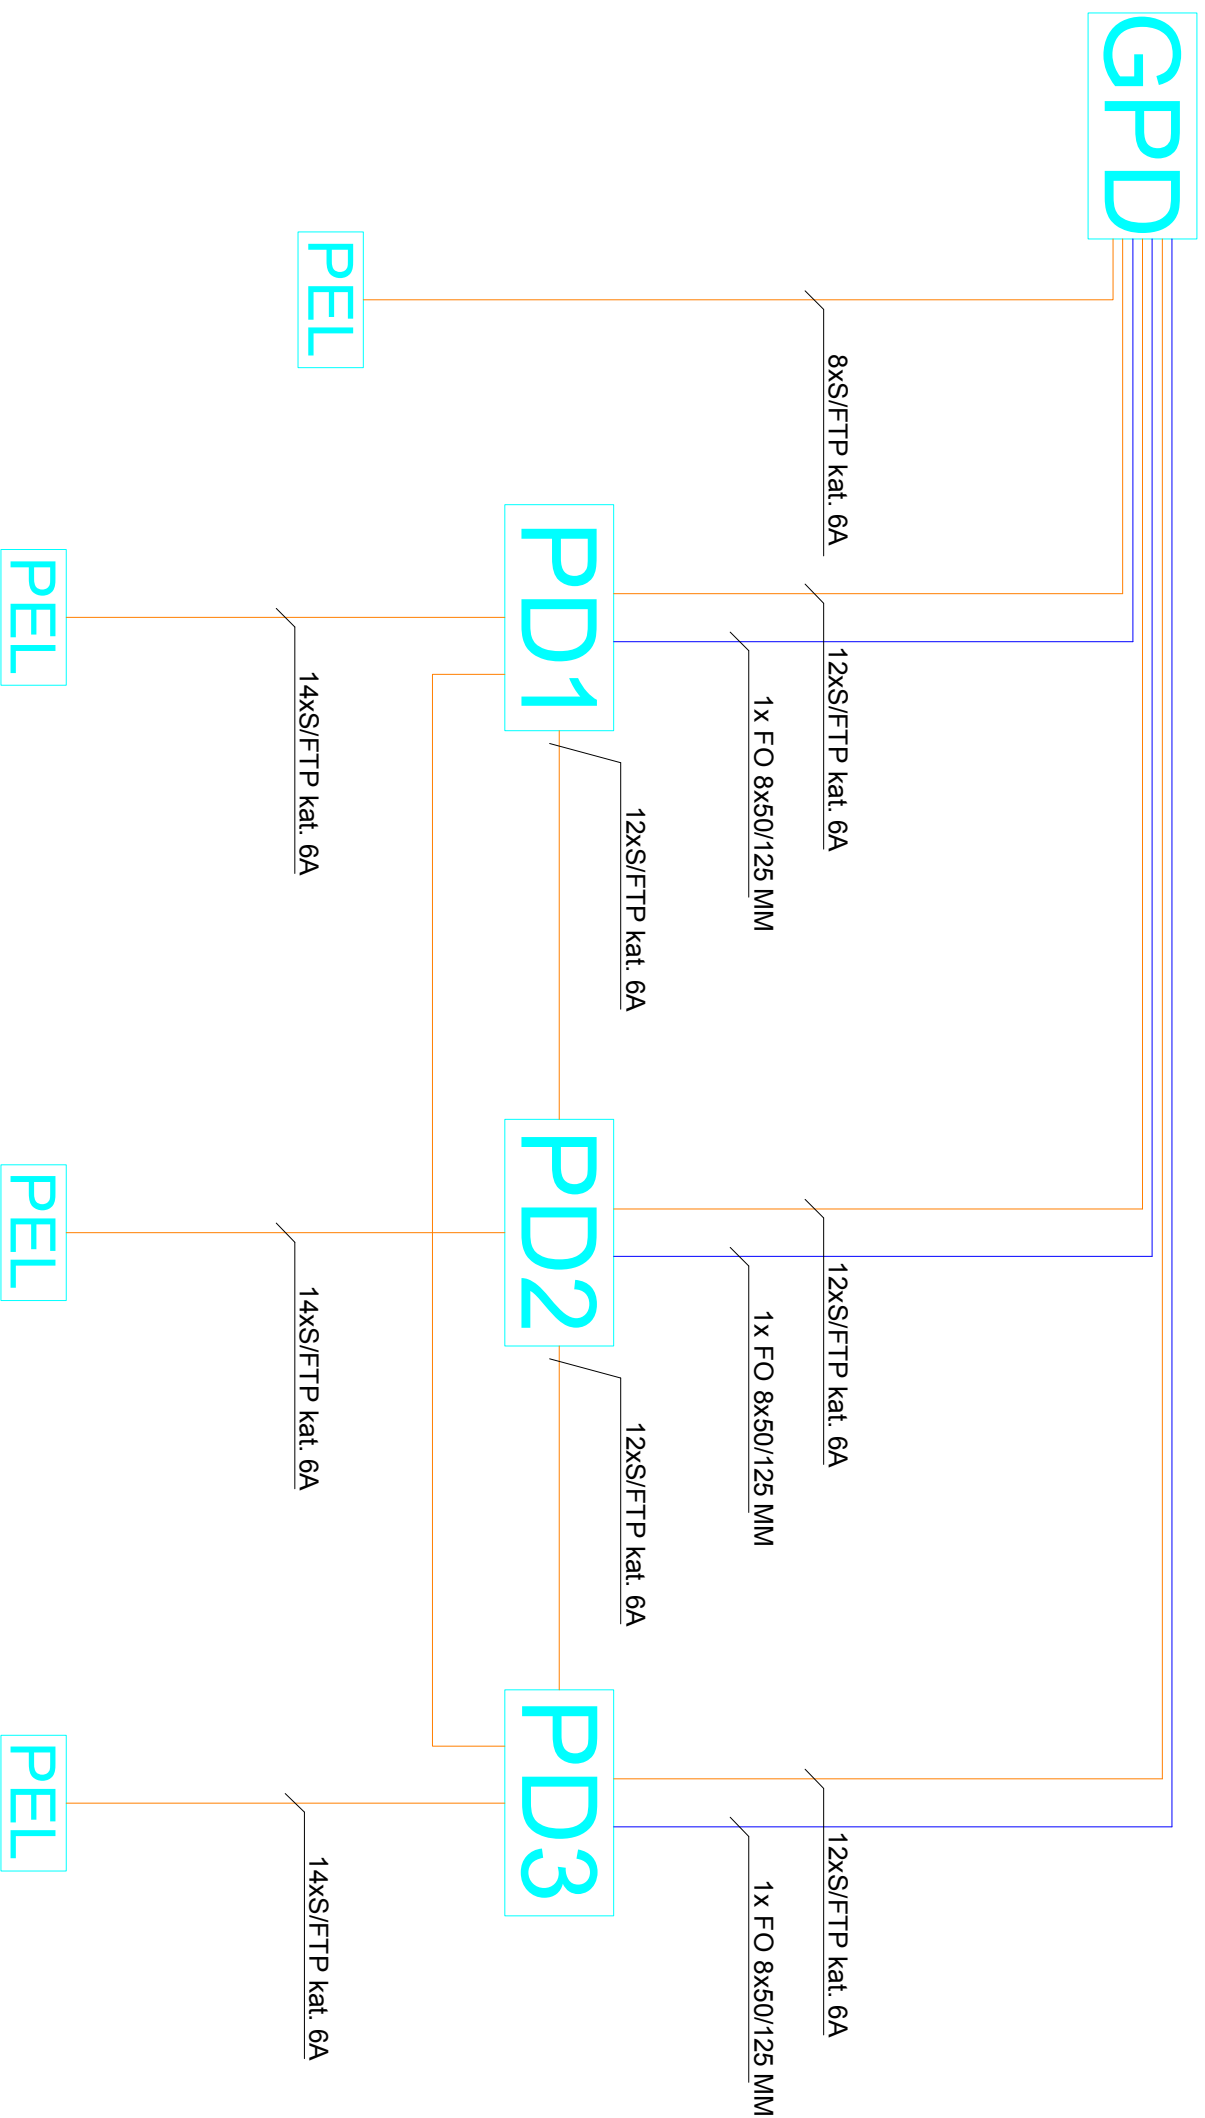 GPD
PEL
8xS/FTP kat. 6A
12xS/FTP kat. 6A
12xS/FTP kat. 6A
12xS/FTP kat. 6A
1x FO 8x50/125 MM
1x FO 8x50/125 MM
1x FO 8x50/125 MM
12xS/FTP kat. 6A
12xS/FTP kat. 6A
PD1
PD2
PD3
14xS/FTP kat. 6A
14xS/FTP kat. 6A
14xS/FTP kat. 6A
PEL
PEL
PEL